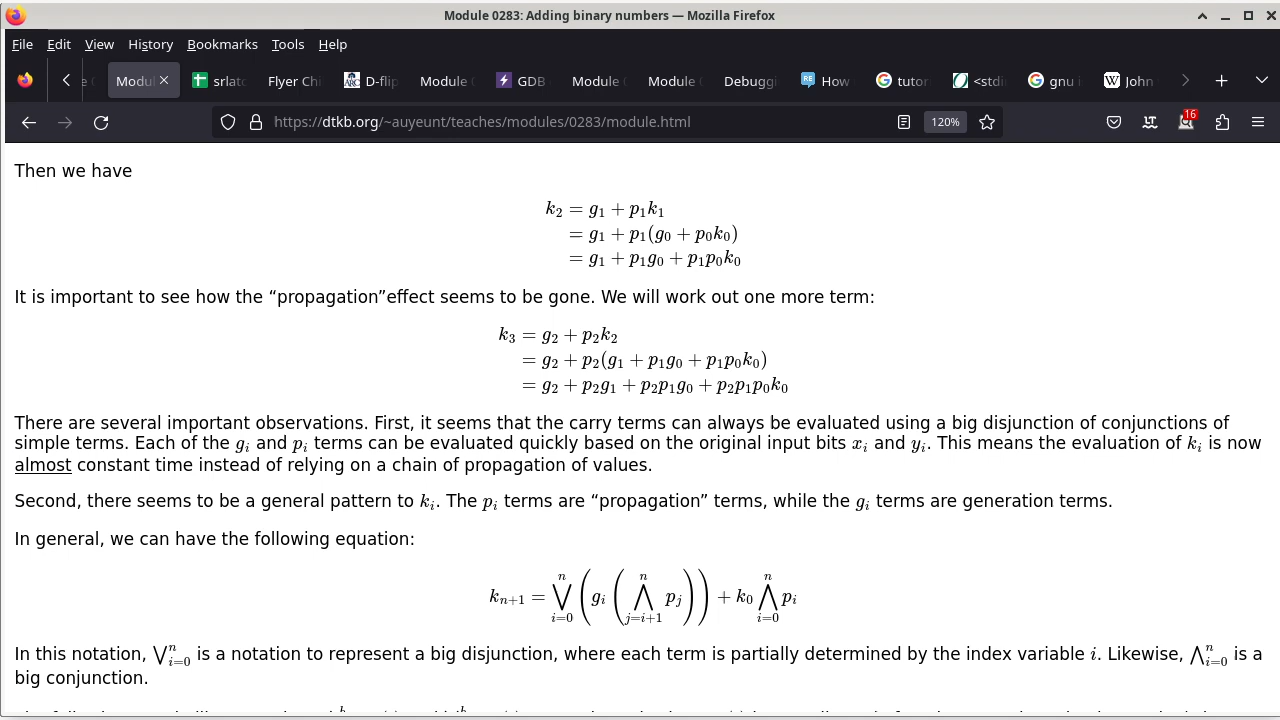 Module 0283: Adding binary numbers — Mozilla Firefox
File Edit View History Bookmarks Tools Help
Modul srlatc Flyer Chi D-flip Module GDB Module Module Debuggi How tutor <stdi gnu i John
https://dtkb.org/~auyeunt/teaches/modules/0283/module.html 120% 16
Then we have
k₂ = g₁ + p₁k₁
= g₁ + p₁(g₀ + p₀k₀)
= g₁ + p₁g₀ + p₁p₀k₀
It is important to see how the “propagation”effect seems to be gone. We will work out one more term:
k₃ = g₂ + p₂k₂
= g₂ + p₂(g₁ + p₁g₀ + p₁p₀k₀)
= g₂ + p₂g₁ + p₂p₁g₀ + p₂p₁p₀k₀
There are several important observations. First, it seems that the carry terms can always be evaluated using a big disjunction of conjunctions of
simple terms. Each of the gᵢ and pᵢ terms can be evaluated quickly based on the original input bits xᵢ and yᵢ. This means the evaluation of kᵢ is now
almost constant time instead of relying on a chain of propagation of values.
Second, there seems to be a general pattern to kᵢ. The pᵢ terms are “propagation” terms, while the gᵢ terms are generation terms.
In general, we can have the following equation:
kₙ₊₁ = ⋁ᵢ₌₀ⁿ (gᵢ (⋀ⱼ₌ᵢ₊₁ⁿ pⱼ)) + k₀ ⋀ᵢ₌₀ⁿ pᵢ
In this notation, ⋁ᵢ₌₀ⁿ is a notation to represent a big disjunction, where each term is partially determined by the index variable i. Likewise, ⋀ᵢ₌₀ⁿ is a
big conjunction.